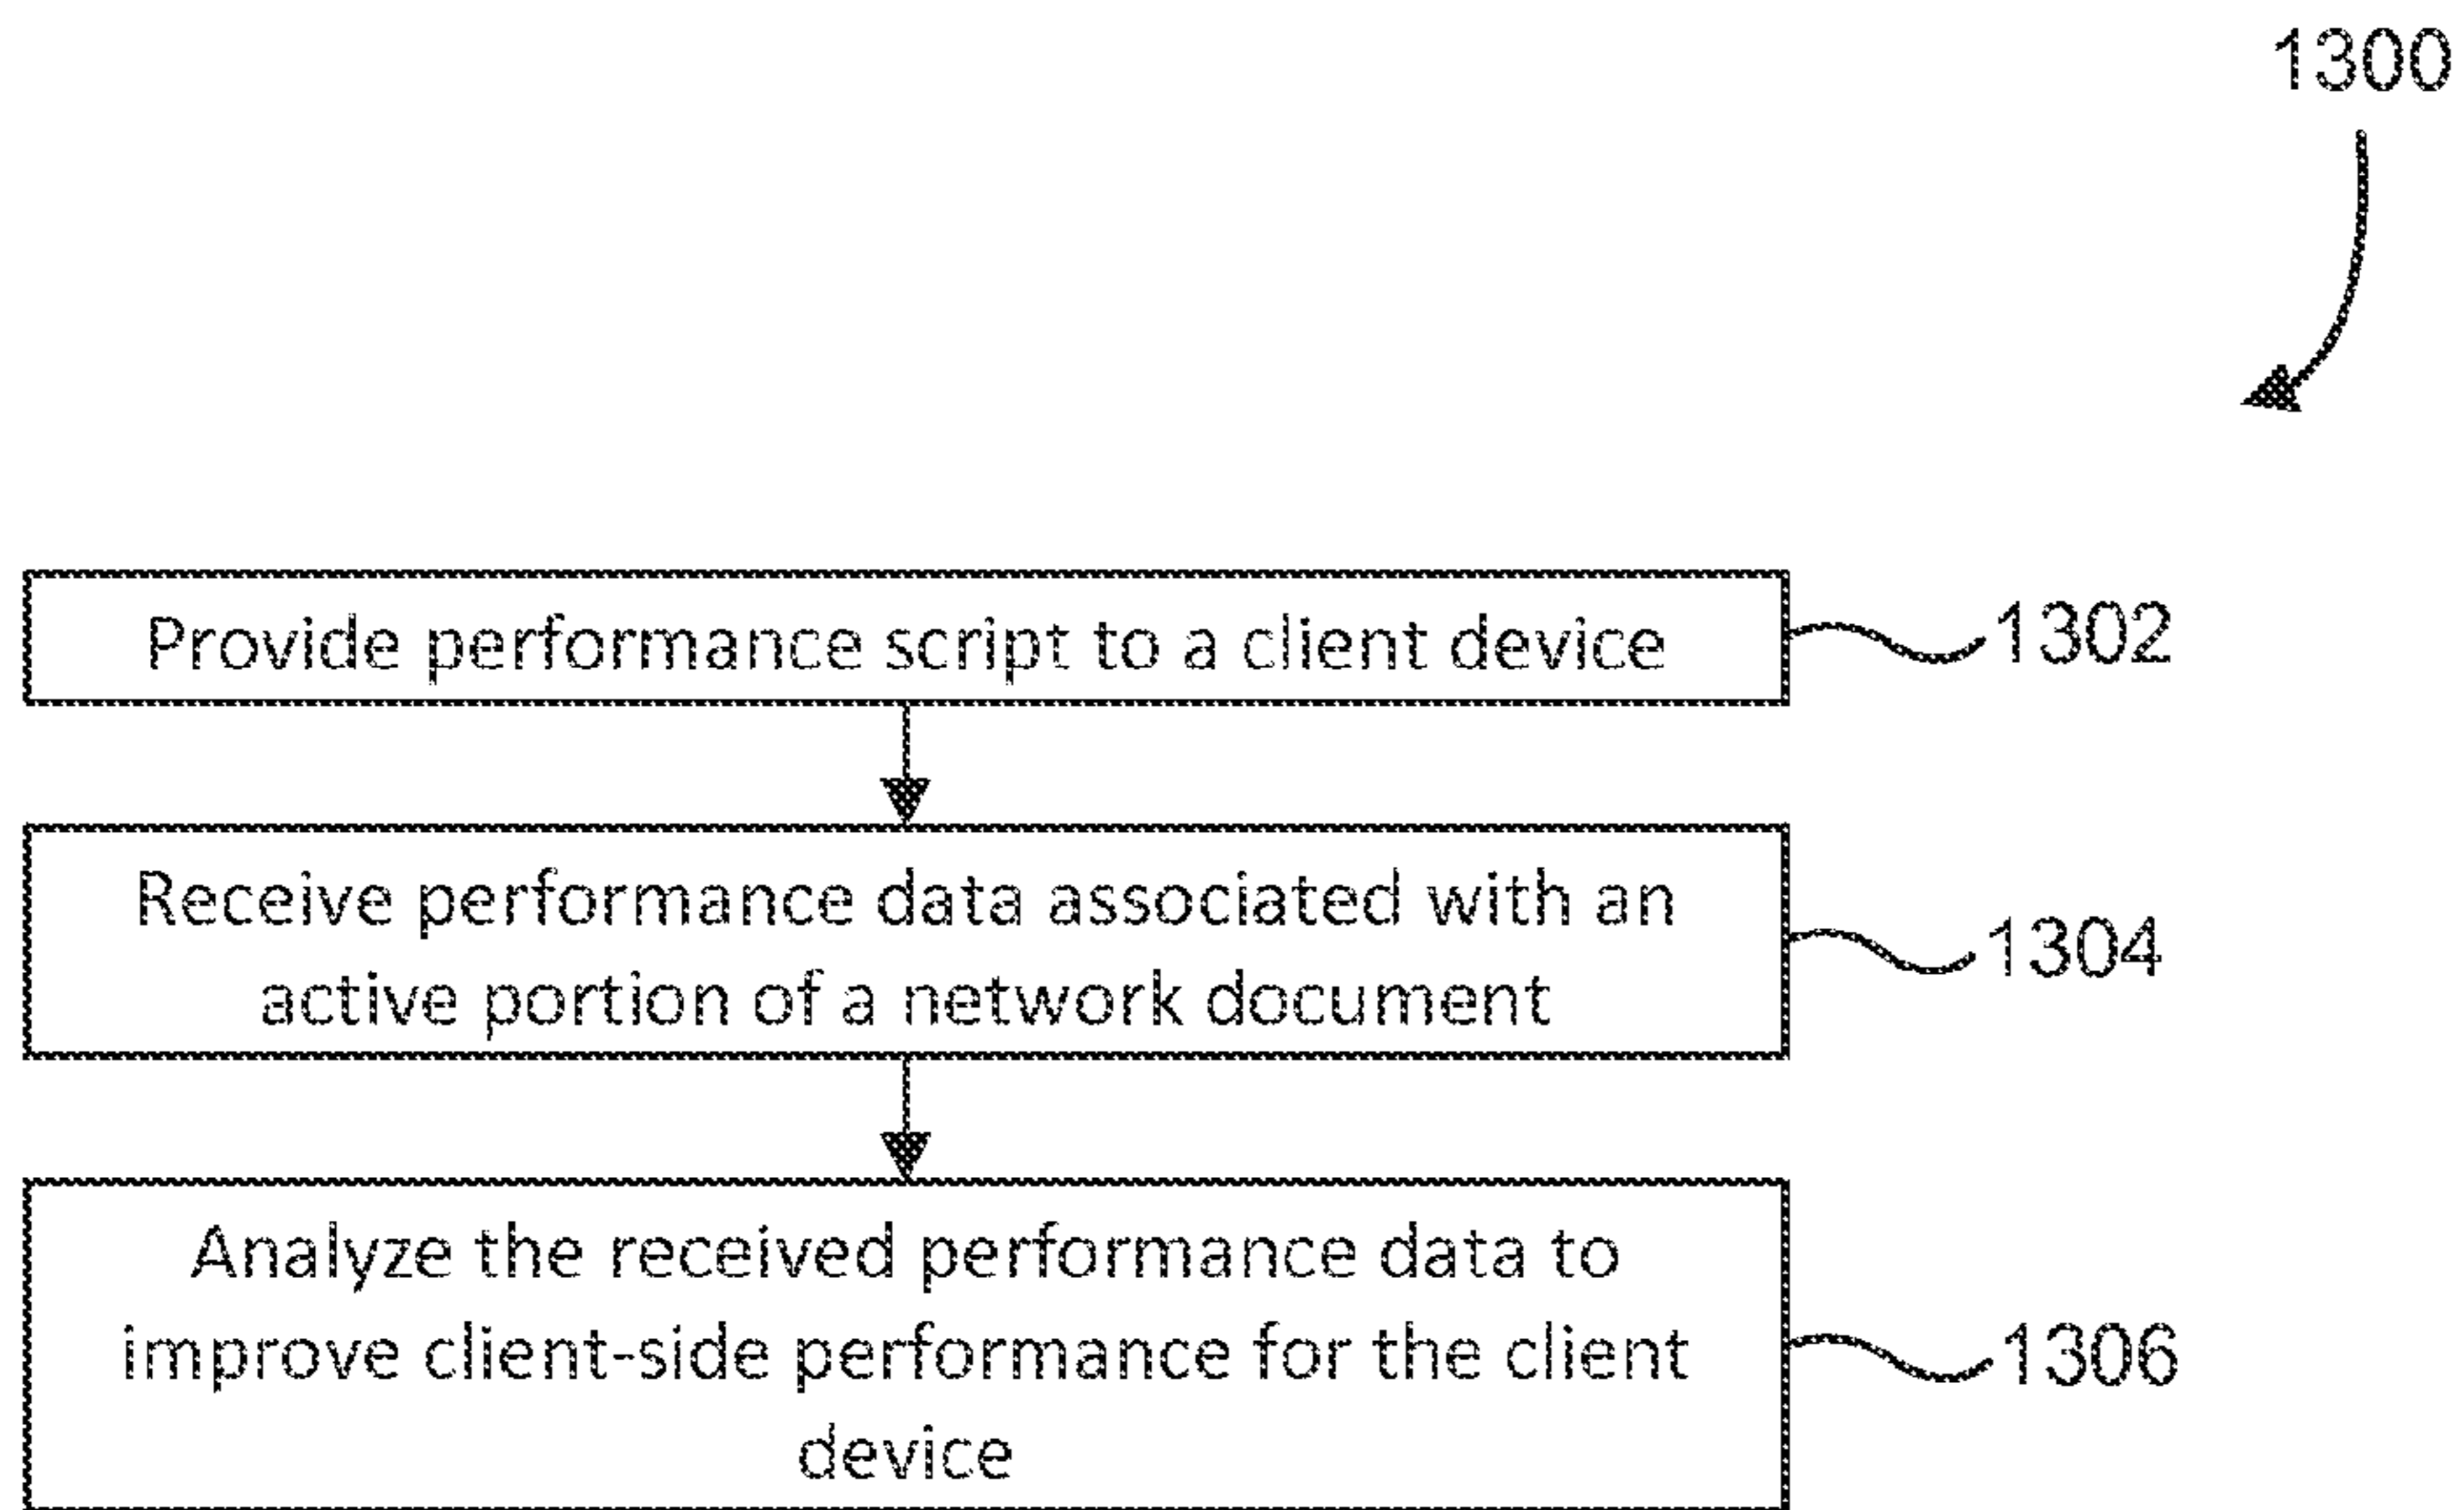 1300
Provide performance script to a client device
1302
Receive performance data associated with an
active portion of a network document
1304
Analyze the received performance data to
improve client-side performance for the client
device
1306